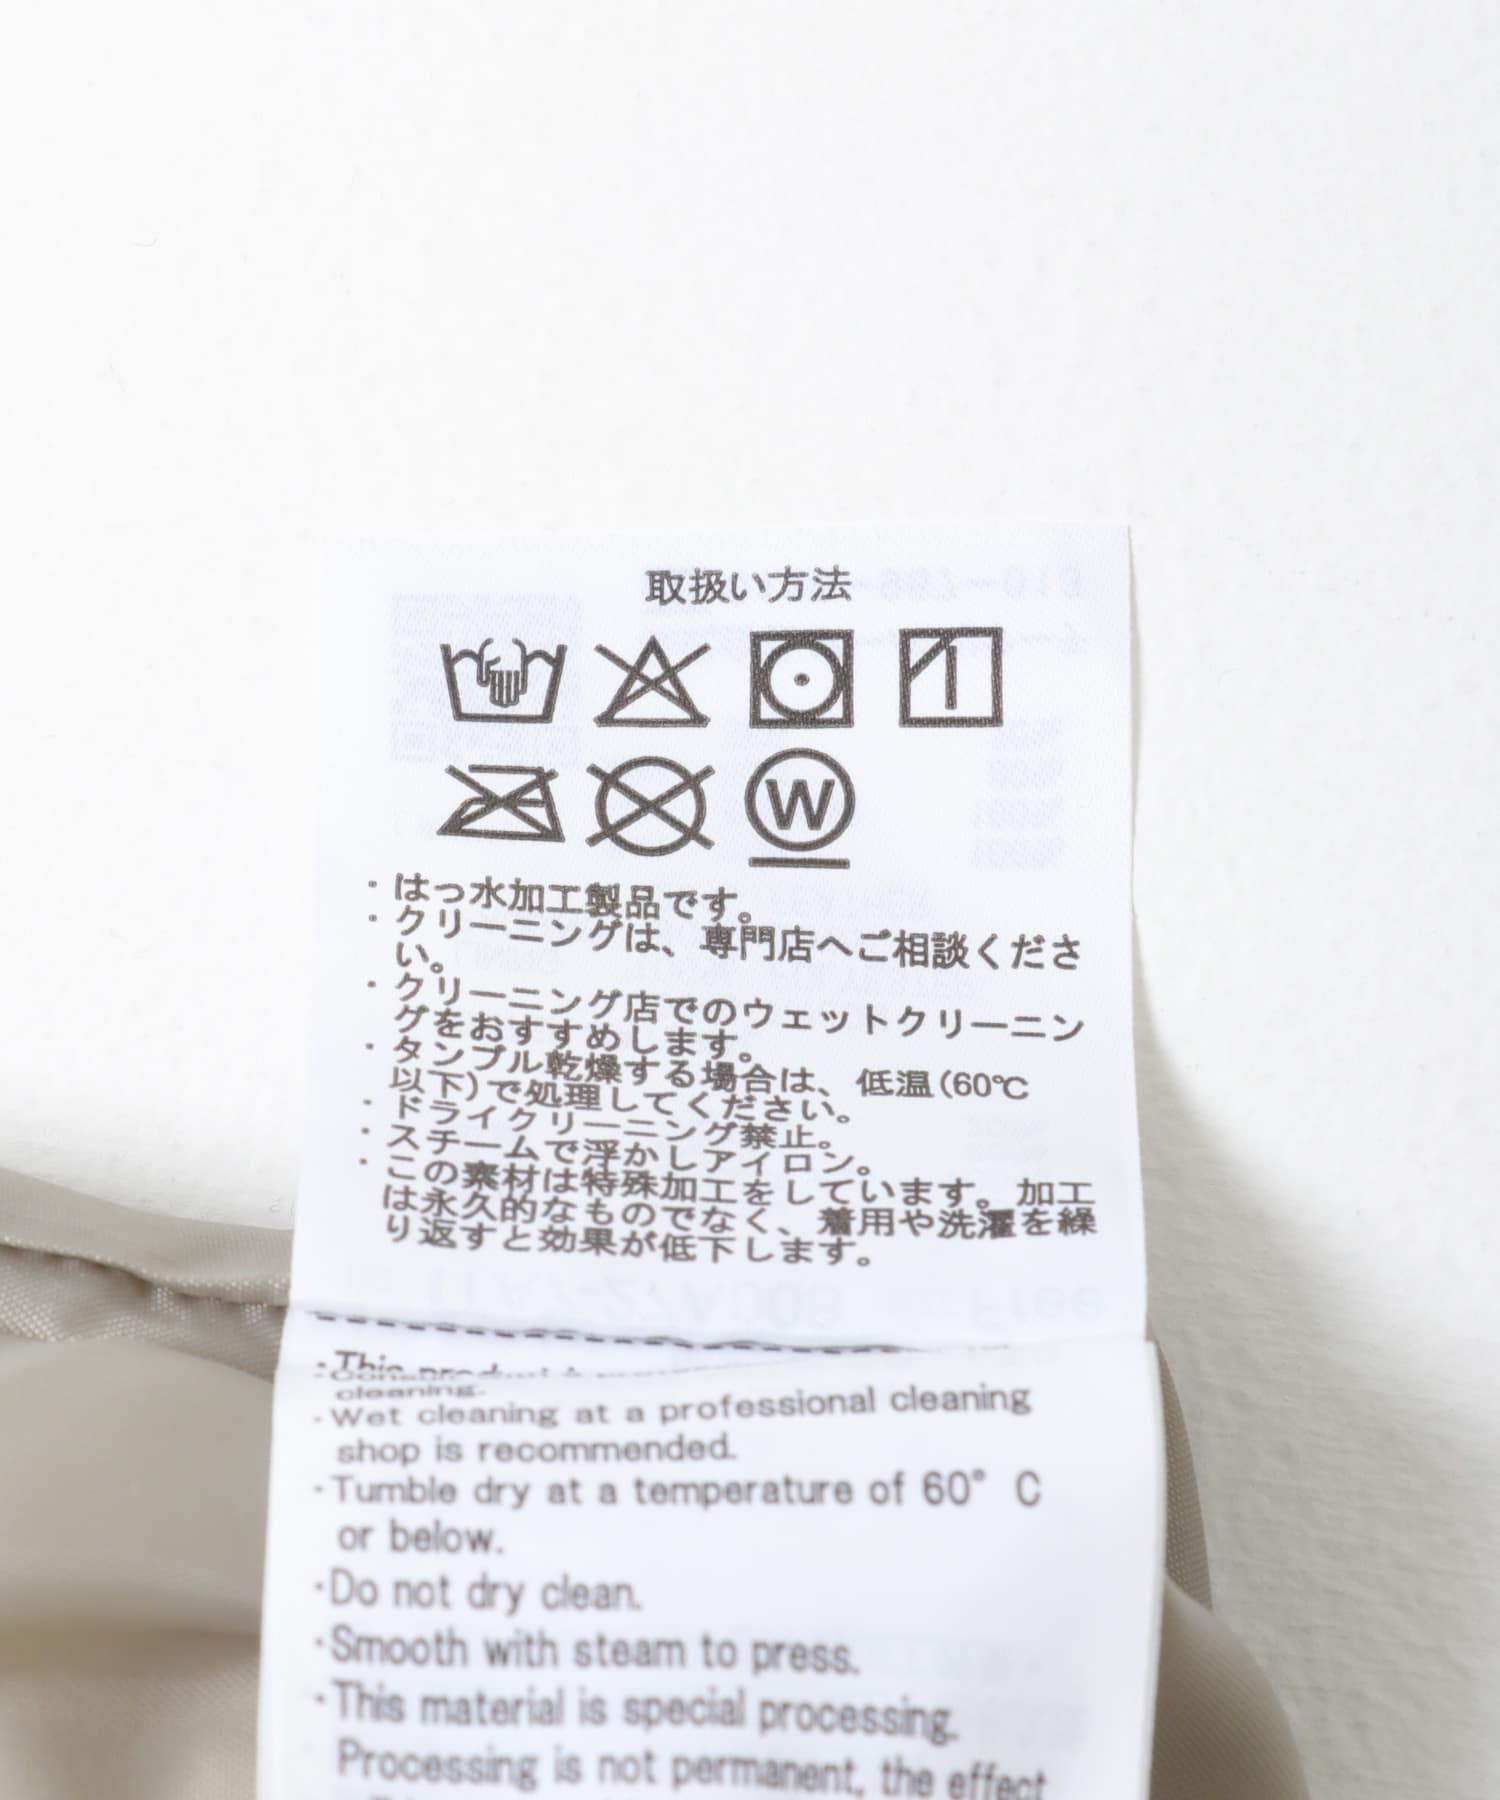 取扱い方法
W
・はっ水加工製品です。
・クリーニングは、専門店へご相談くださ
い。
・クリーニング店でのウェットクリーニン
グをおすすめします。
・タンブル乾燥する場合は、低温(60℃
以下)で処理してください。
・ドライクリーニング禁止。
・スチームで浮かしアイロン。
・この素材は特殊加工をしています。加工
は永久的なものでなく、着用や洗濯を繰
り返すと効果が低下します。
・This product
cleaning.
・Wet cleaning at a professional cleaning
shop is recommended.
・Tumble dry at a temperature of 60° C
or below.
・Do not dry clean.
・Smooth with steam to press.
・This material is special processing.
Processing is not permanent, the effect